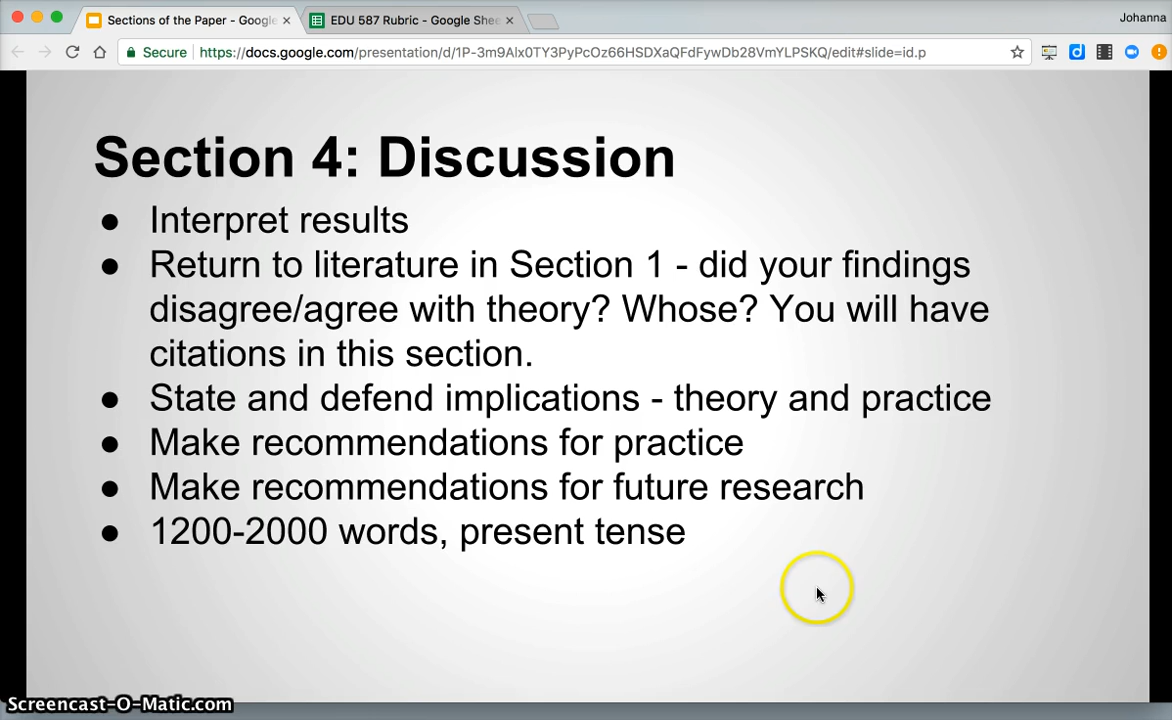 Sections of the Paper - Google
EDU 587 Rubric - Google Shee
Johanna
Secure
https://docs.google.com/presentation/d/1P-3m9Alx0TY3PyPcOz66HSDXaQFdFywDb28VmYLPSKQ/edit#slide=id.p
Section 4: Discussion
● Interpret results
● Return to literature in Section 1 - did your findings
disagree/agree with theory? Whose? You will have
citations in this section.
● State and defend implications - theory and practice
● Make recommendations for practice
● Make recommendations for future research
● 1200-2000 words, present tense
Screencast-O-Matic.com